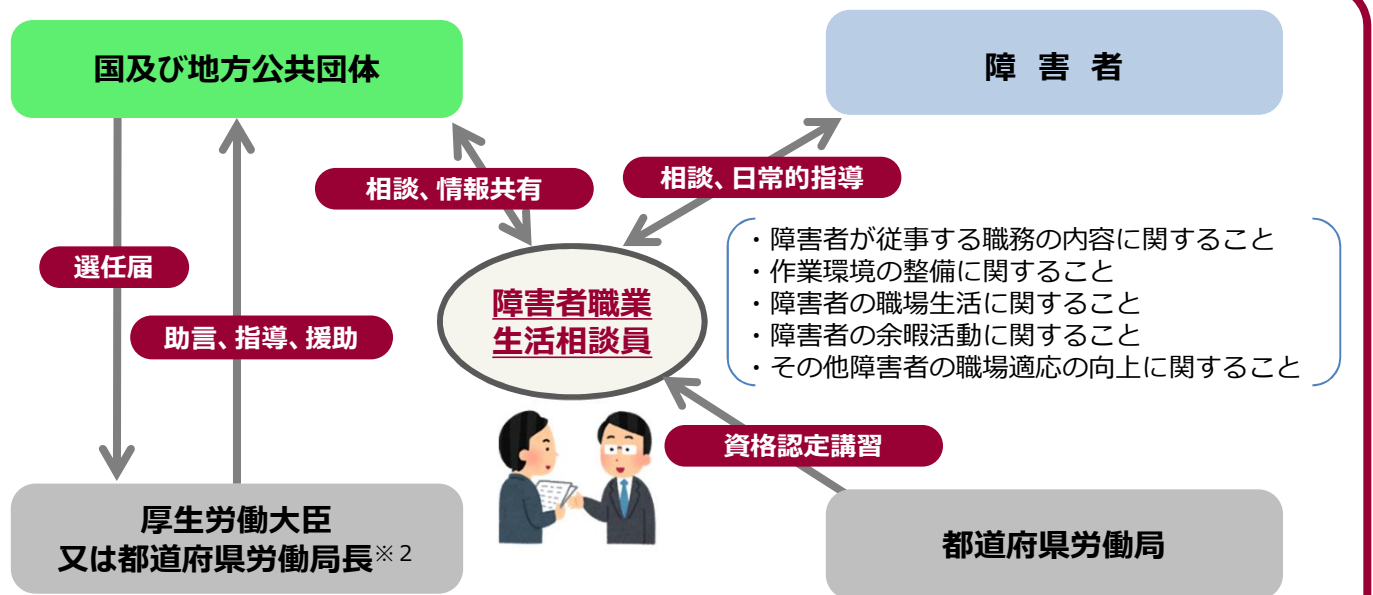 国及び地方公共団体
障 害 者
相談、情報共有
相談、日常的指導
選任届
助言、指導、援助
障害者職業
生活相談員
・障害者が従事する職務の内容に関すること
・作業環境の整備に関すること
・障害者の職場生活に関すること
・障害者の余暇活動に関すること
・その他障害者の職場適応の向上に関すること
資格認定講習
厚生労働大臣
又は都道府県労働局長※2
都道府県労働局